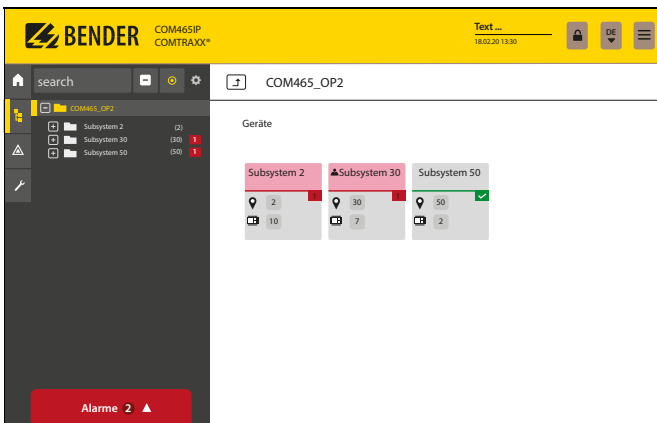 BENDER
COM465IP
COMTRAXX®
Text ...
18.02.20 13:30
DE
search
COM465_OP2
COM465_OP2
Subsystem 2 (2)
Subsystem 30 (30) 1
Subsystem 50 (50) 1
Geräte
Subsystem 2
Subsystem 30
Subsystem 50
1
1
2
30
50
10
7
2
Alarme 2